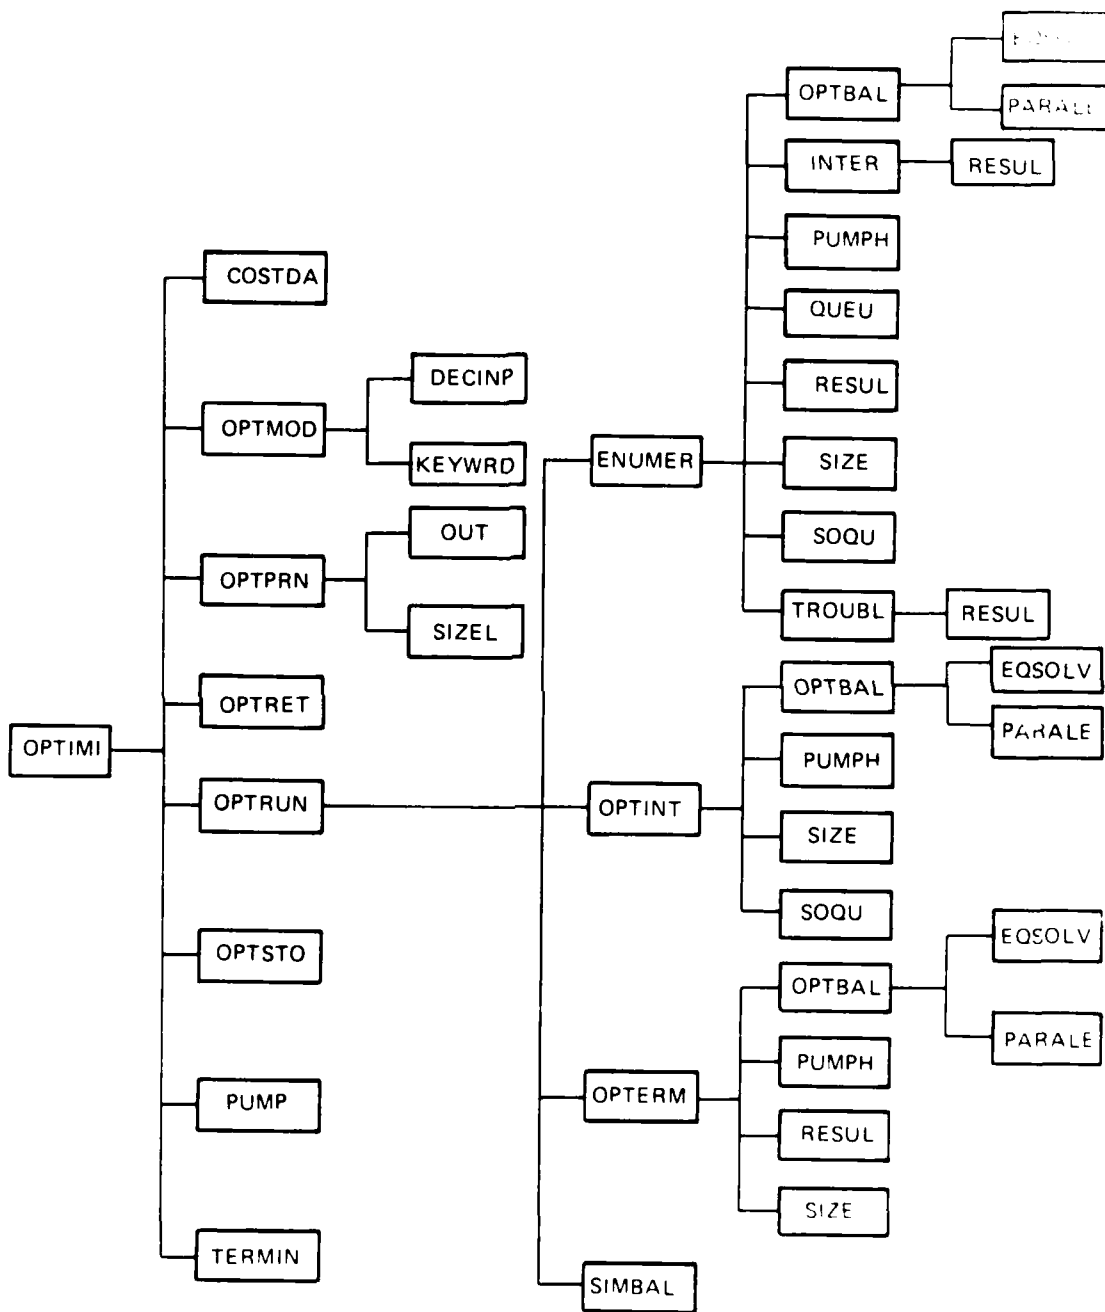 OPTBAL
PARALE
INTER
RESUL
PUMPH
COSTDA
QUEU
DECINP
RESUL
OPTMOD
ENUMER
SIZE
KEYWRD
OUT
SOQU
OPTPRN
SIZEL
TROUBL
RESUL
EQSOLV
OPTBAL
OPTRET
PARALE
OPTIMI
PUMPH
OPTRUN
OPTINT
SIZE
SOQU
EQSOLV
OPTSTO
OPTBAL
PARALE
PUMPH
PUMP
OPTERM
RESUL
SIZE
TERMIN
SIMBAL